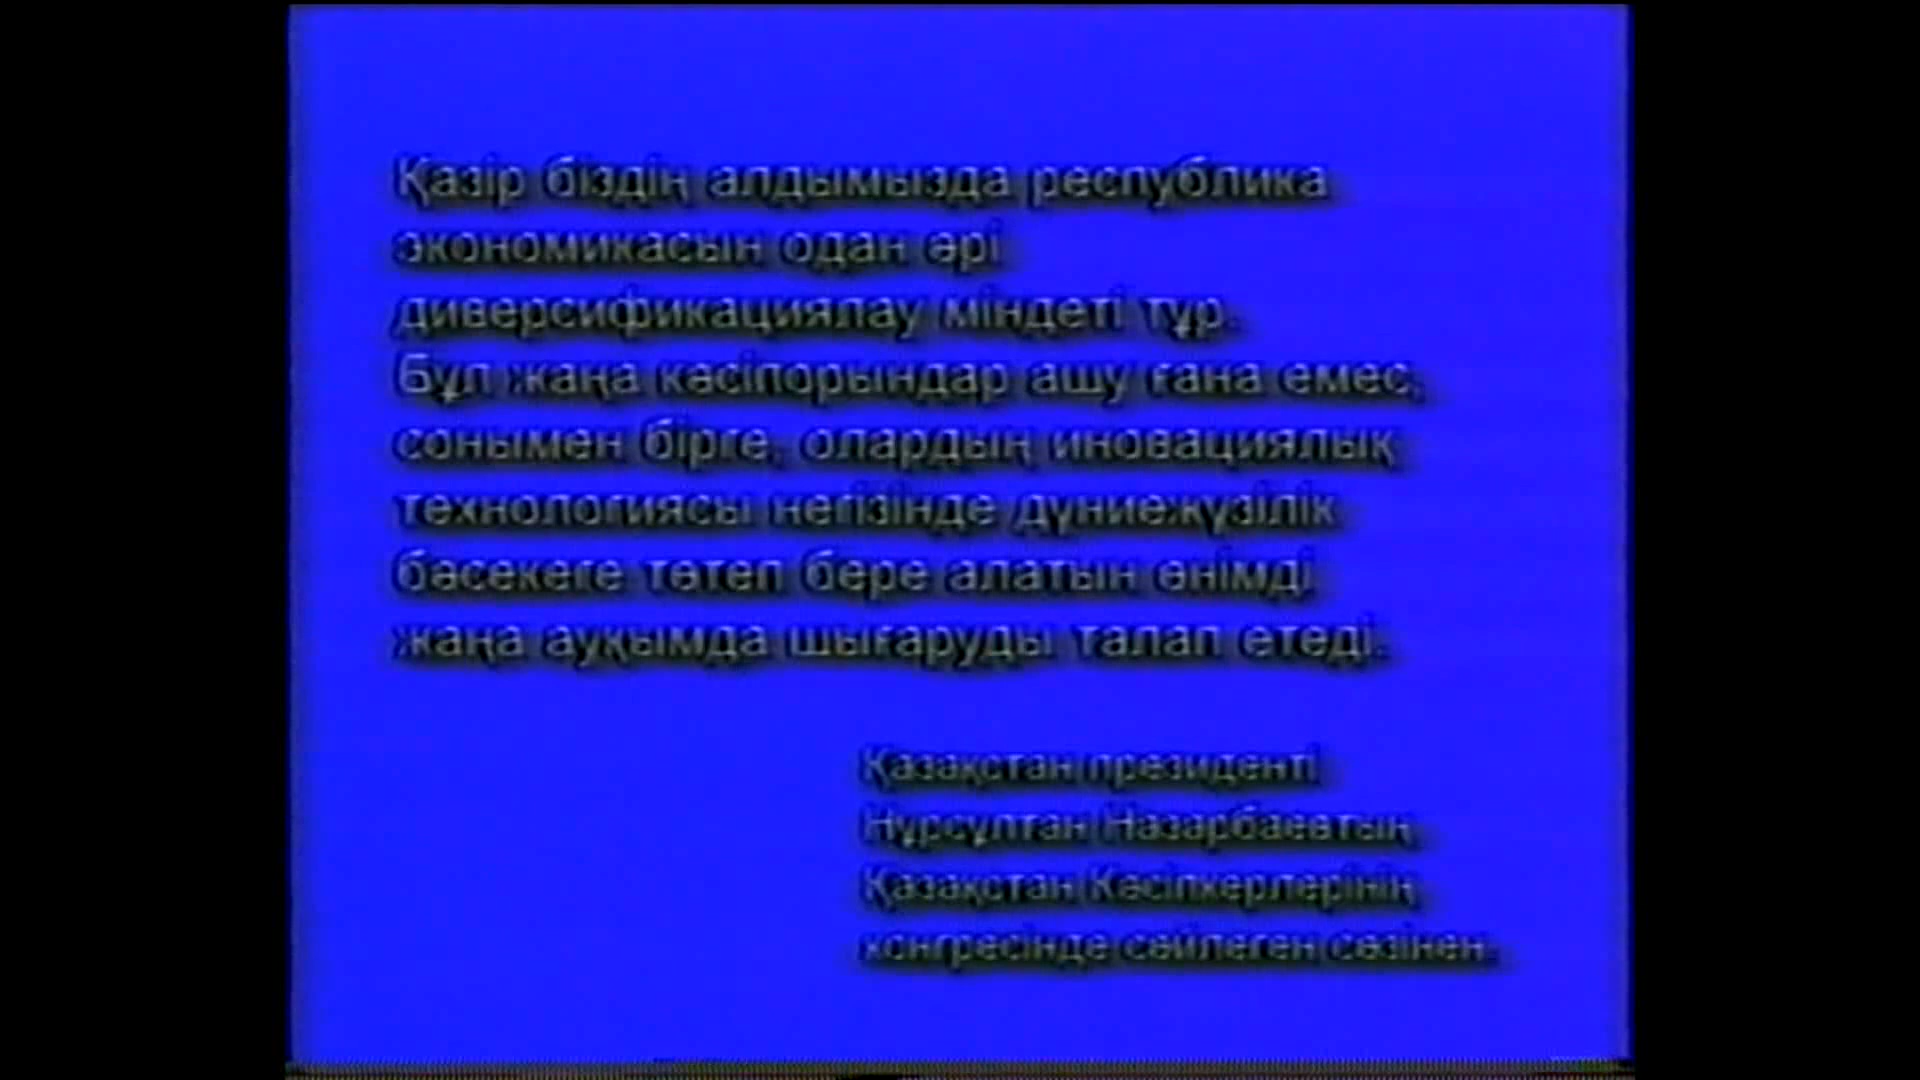 Қазір біздің алдымызда республика
экономикасын одан әрі
диверсификациялау міндеті тұр.
Бұл жаңа кәсіпорындар ашу ғана емес,
сонымен бірге, олардың иновациялық
технологиясы негізінде дүниежүзілік
бәсекеге төтеп бере алатын өнімді
жаңа ауқымда шығаруды талап етеді.
Қазақстан президенті
Нұрсұлтан Назарбаевтың
Қазақстан Кәсіпкерлерінің
конгресінде сөйлеген сөзінен.